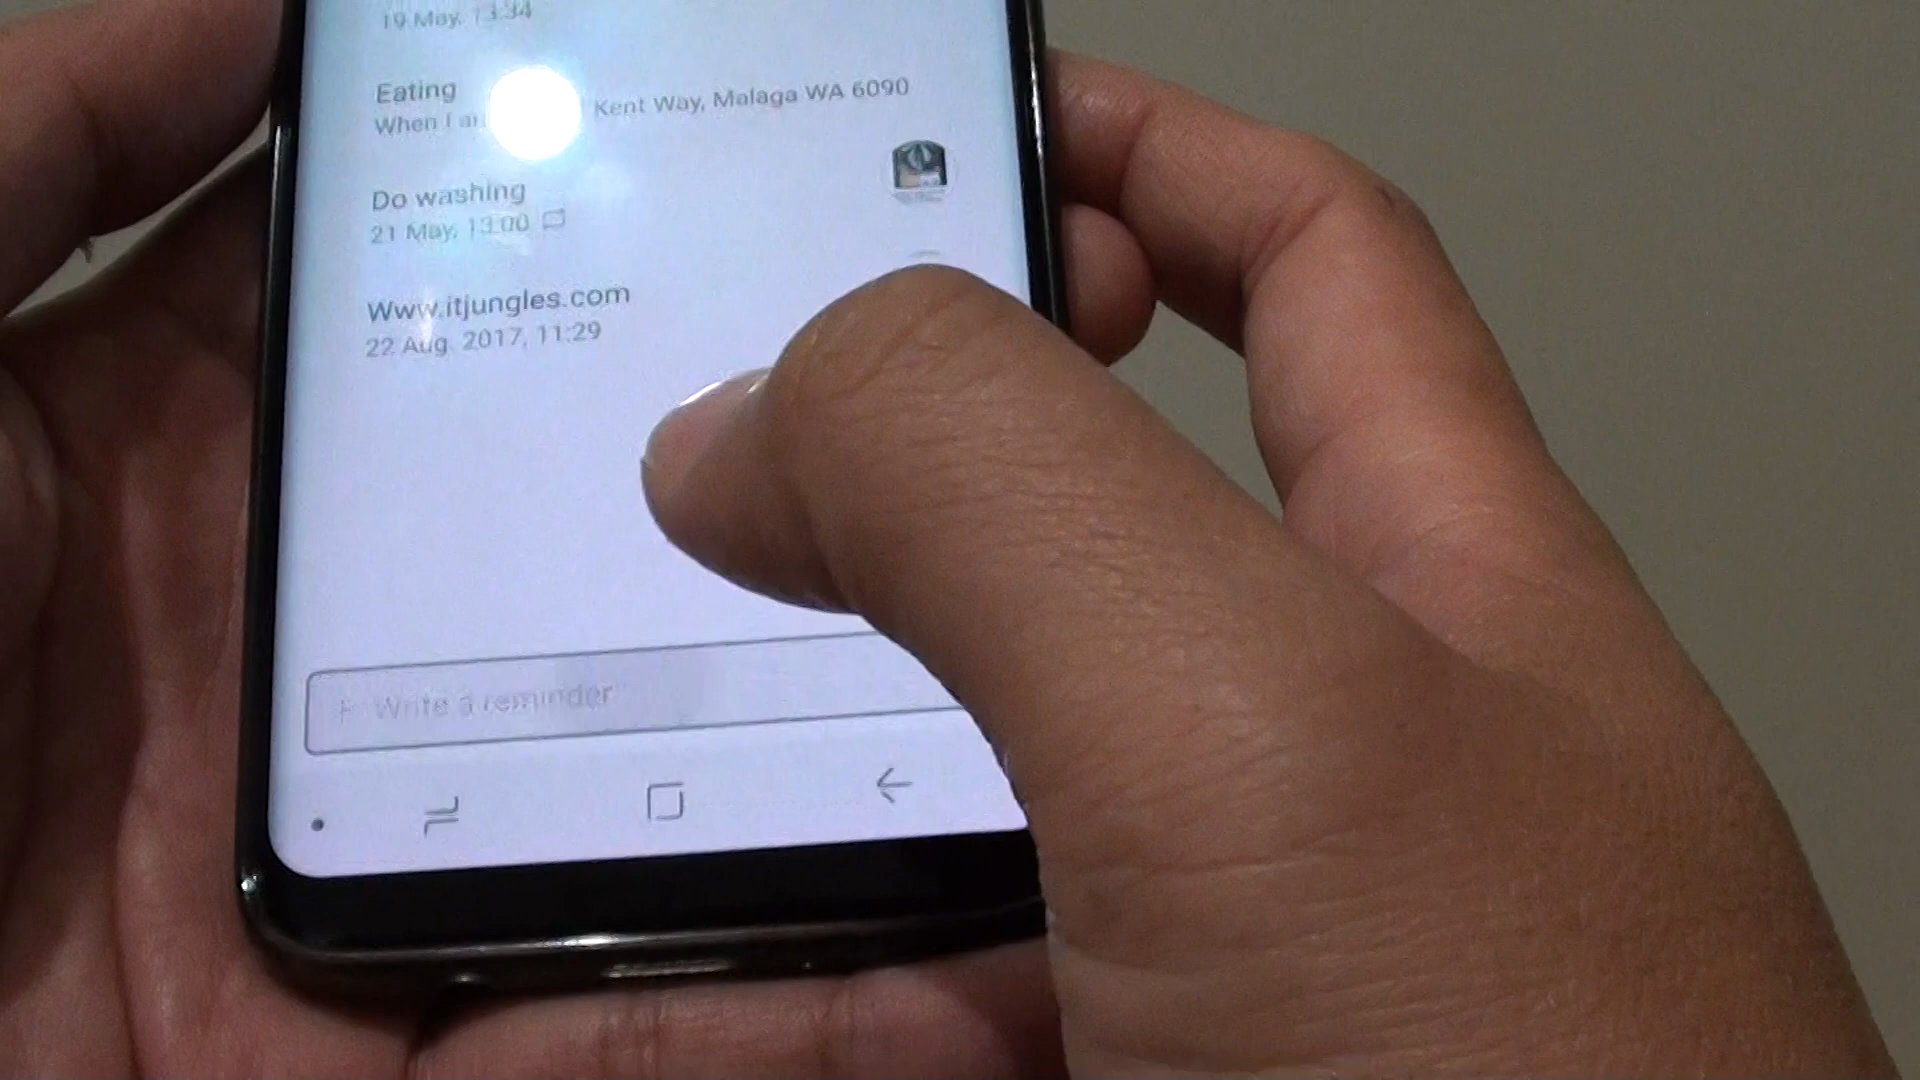 19 May, 13:34
Eating
When I ar Kent Way, Malaga WA 6090
Do washing
21 May, 13:00
Www.itjungles.com
22 Aug 2017, 11:29
+ Write a reminder